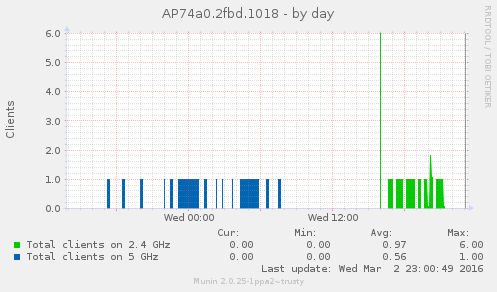 AP74a0.2fbd.1018 - by day
RRDTOOL / TOBI OETIKER
Clients
6.0
5.0
4.0
3.0
2.0
1.0
0.0
Wed 00:00 Wed 12:00
Cur: Min: Avg: Max:
Total clients on 2.4 GHz 0.00 0.00 0.97 6.00
Total clients on 5 GHz 0.00 0.00 0.56 1.00
Last update: Wed Mar 2 23:00:49 2016
Munin 2.0.25-1ppa2~trusty